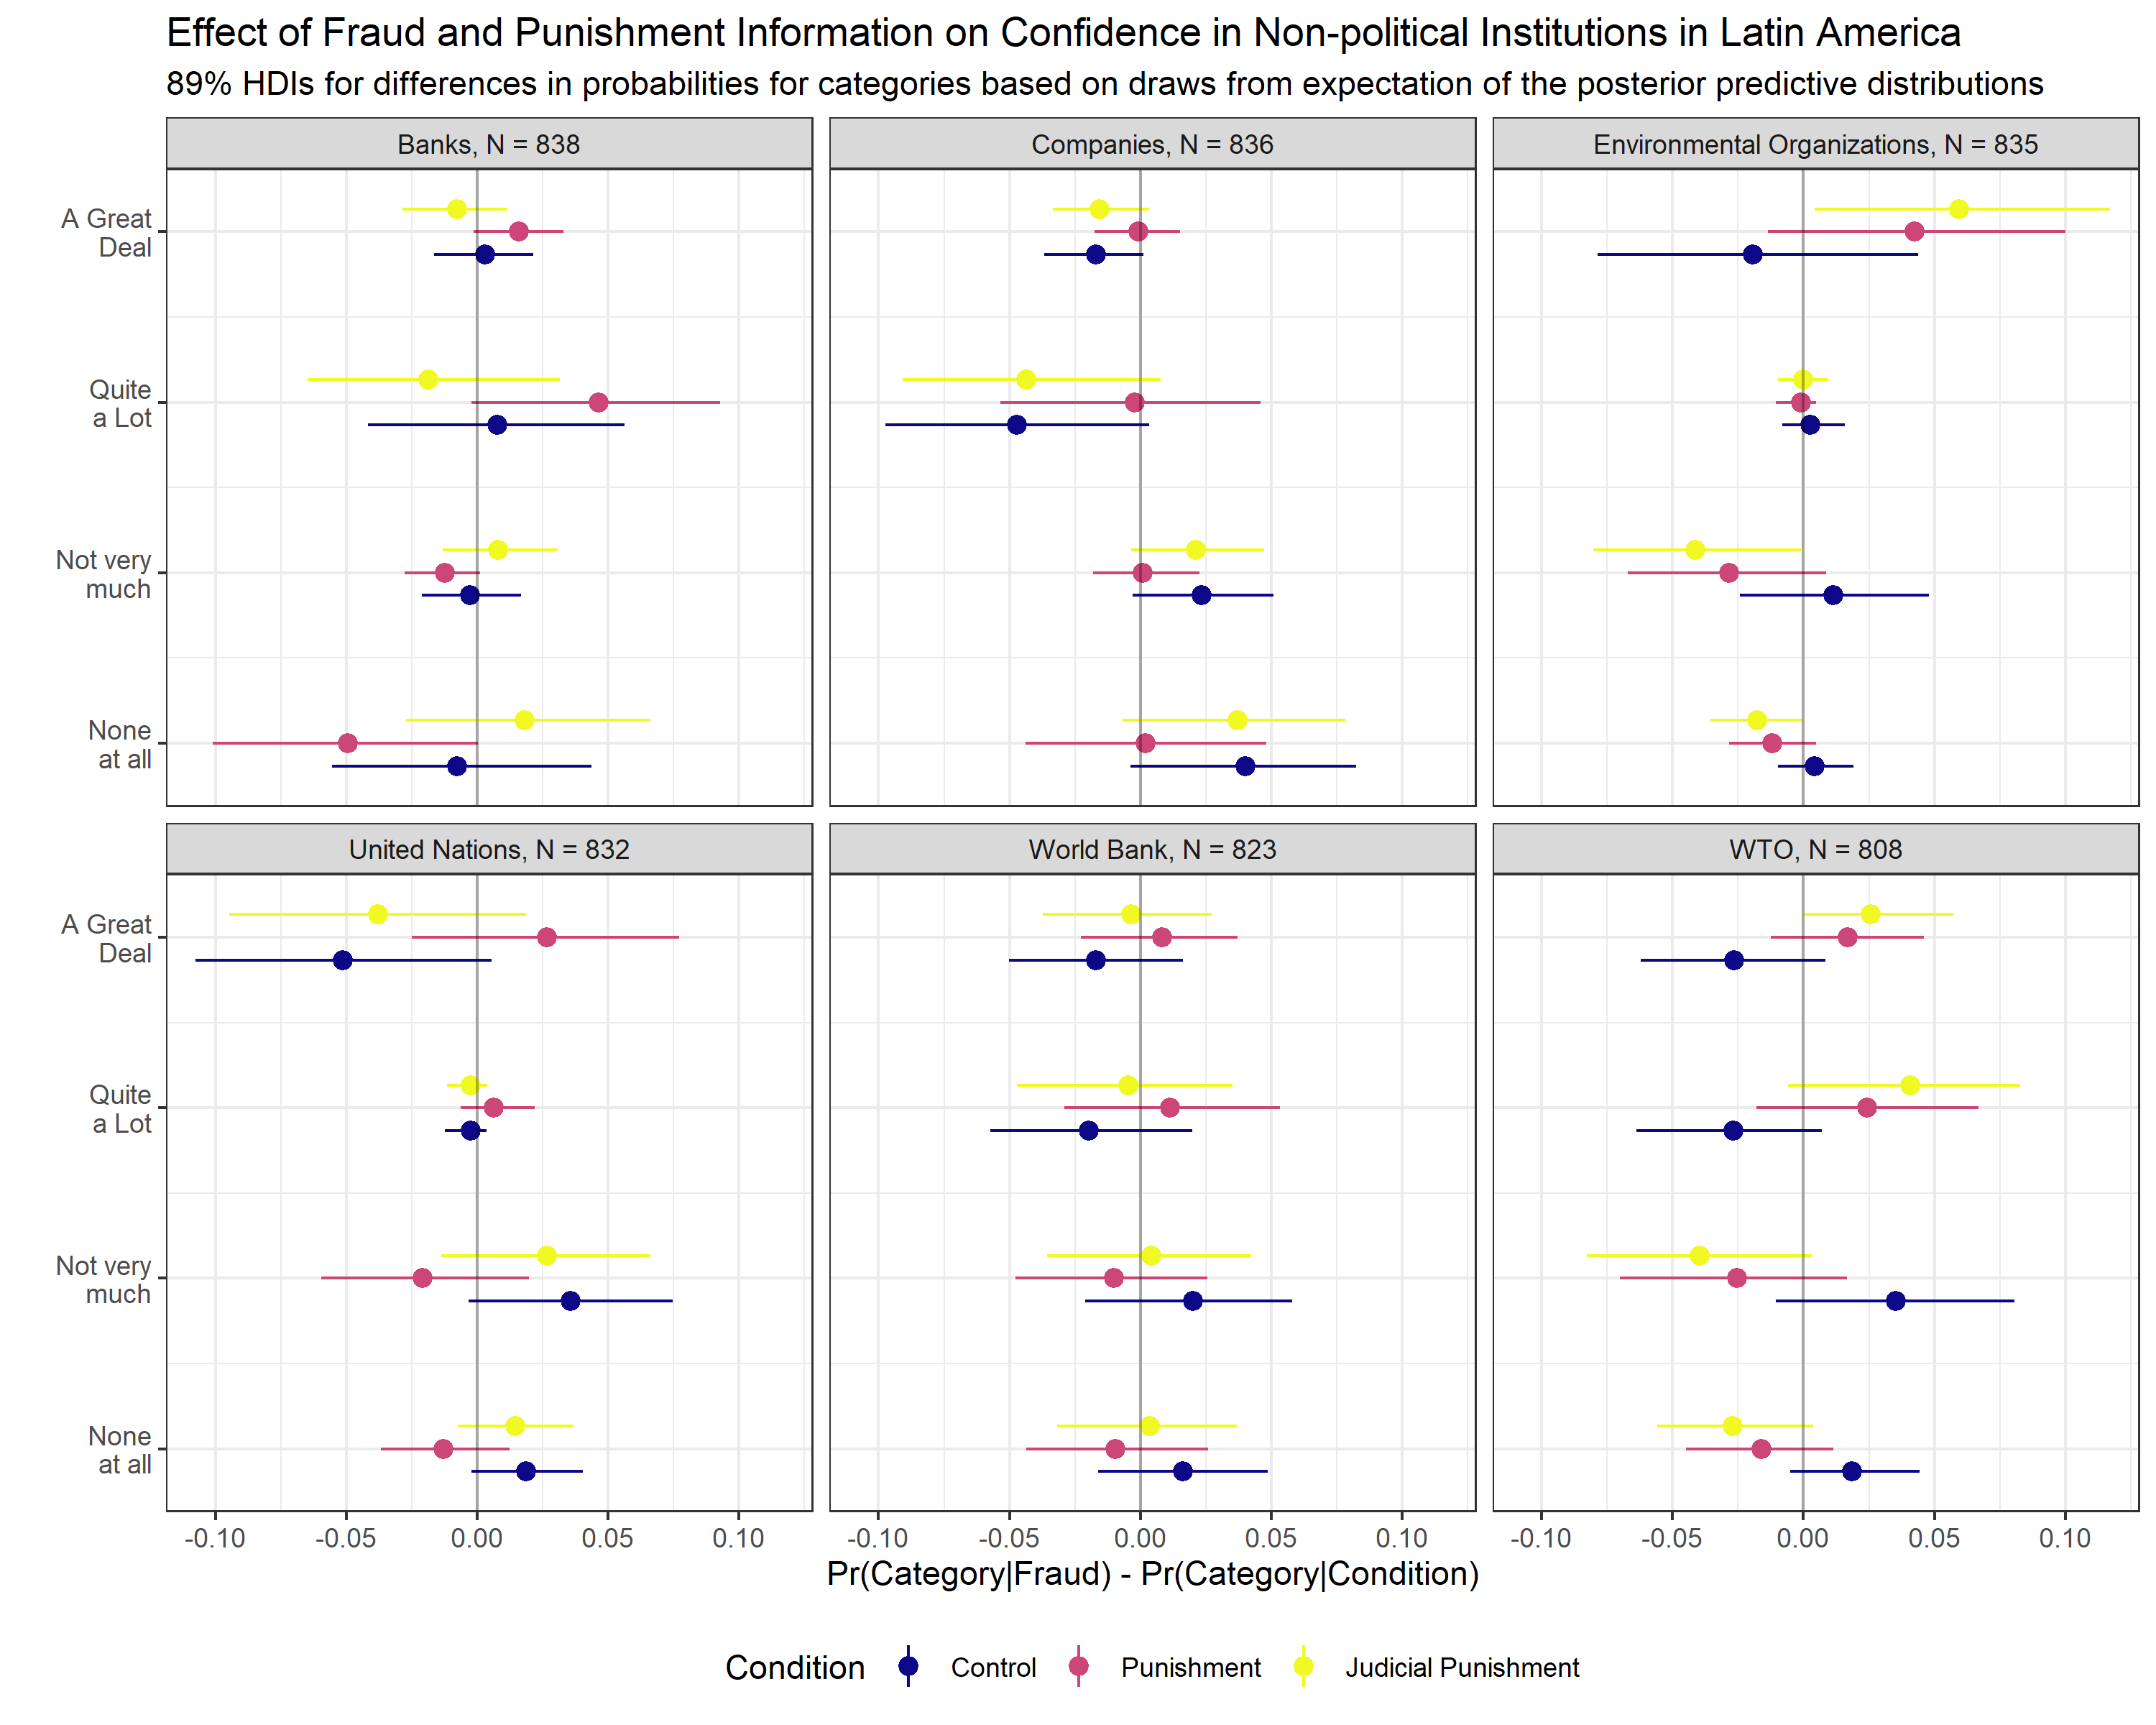 Effect of Fraud and Punishment Information on Confidence in Non-political Institutions in Latin America
89% HDIs for differences in probabilities for categories based on draws from expectation of the posterior predictive distributions
Banks, N = 838
Companies, N = 836
Environmental Organizations, N = 835
A Great
Deal
Quite
a Lot
Not very
much
None
at all
United Nations, N = 832
World Bank, N = 823
WTO, N = 808
A Great
Deal
Quite
a Lot
Not very
much
None
at all
-0.10 -0.05 0.00 0.05 0.10
-0.10 -0.05 0.00 0.05 0.10
-0.10 -0.05 0.00 0.05 0.10
Pr(Category|Fraud) - Pr(Category|Condition)
Condition Control Punishment Judicial Punishment